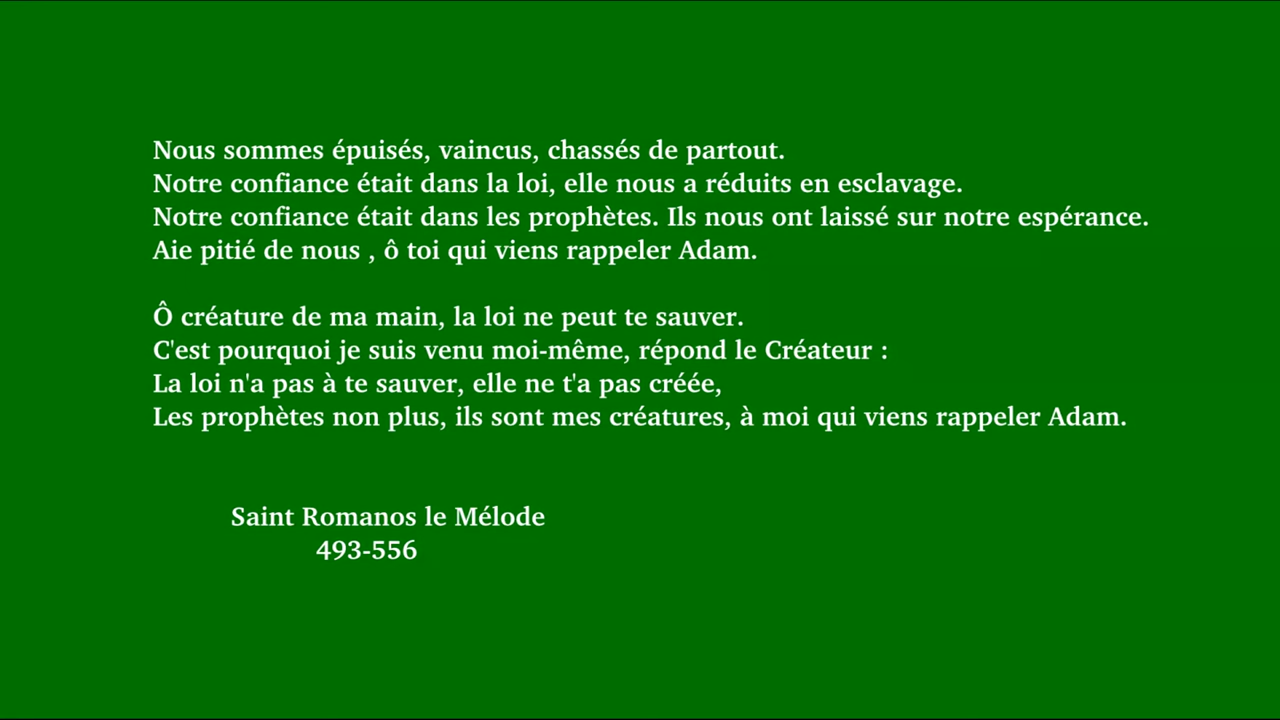 Nous sommes épuisés, vaincus, chassés de partout.
Notre confiance était dans la loi, elle nous a réduits en esclavage.
Notre confiance était dans les prophètes. Ils nous ont laissé sur notre espérance.
Aie pitié de nous , ô toi qui viens rappeler Adam.
Ô créature de ma main, la loi ne peut te sauver.
C'est pourquoi je suis venu moi-même, répond le Créateur :
La loi n'a pas à te sauver, elle ne t'a pas créée,
Les prophètes non plus, ils sont mes créatures, à moi qui viens rappeler Adam.
Saint Romanos le Mélode
493-556